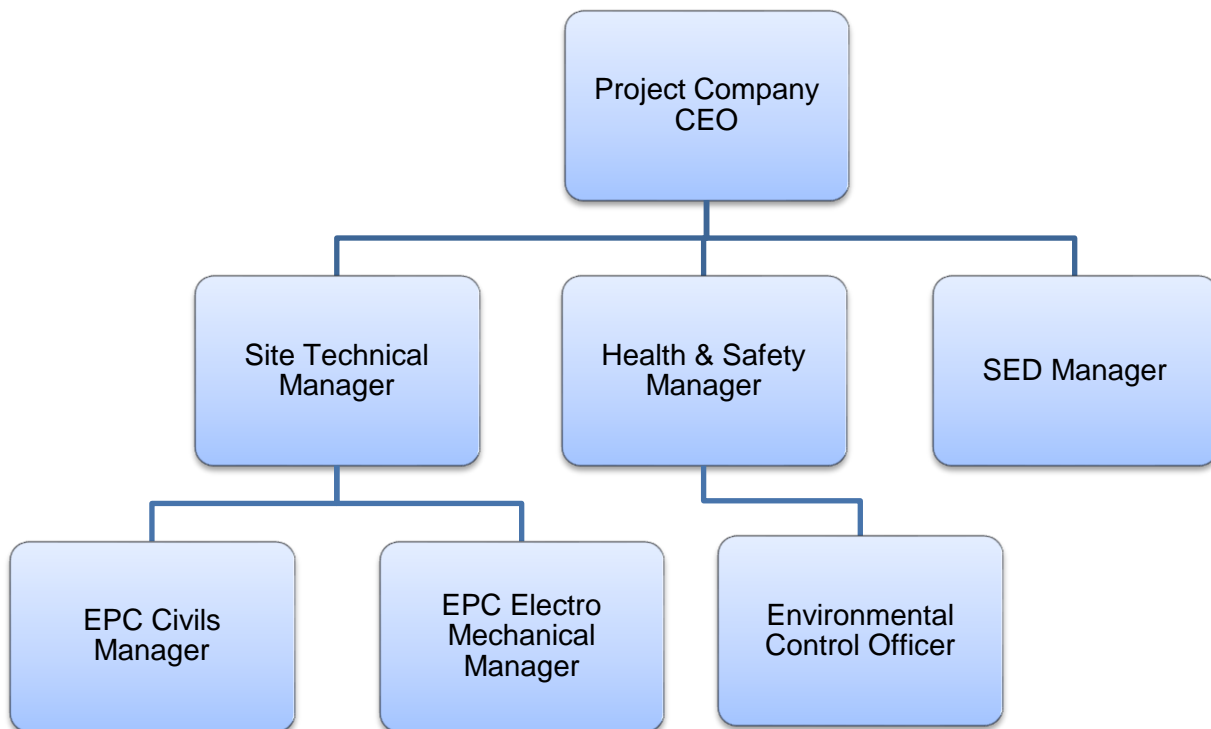 Project Company
CEO
Site Technical
Manager
Health & Safety
Manager
SED Manager
EPC Civils
Manager
EPC Electro
Mechanical
Manager
Environmental
Control Officer